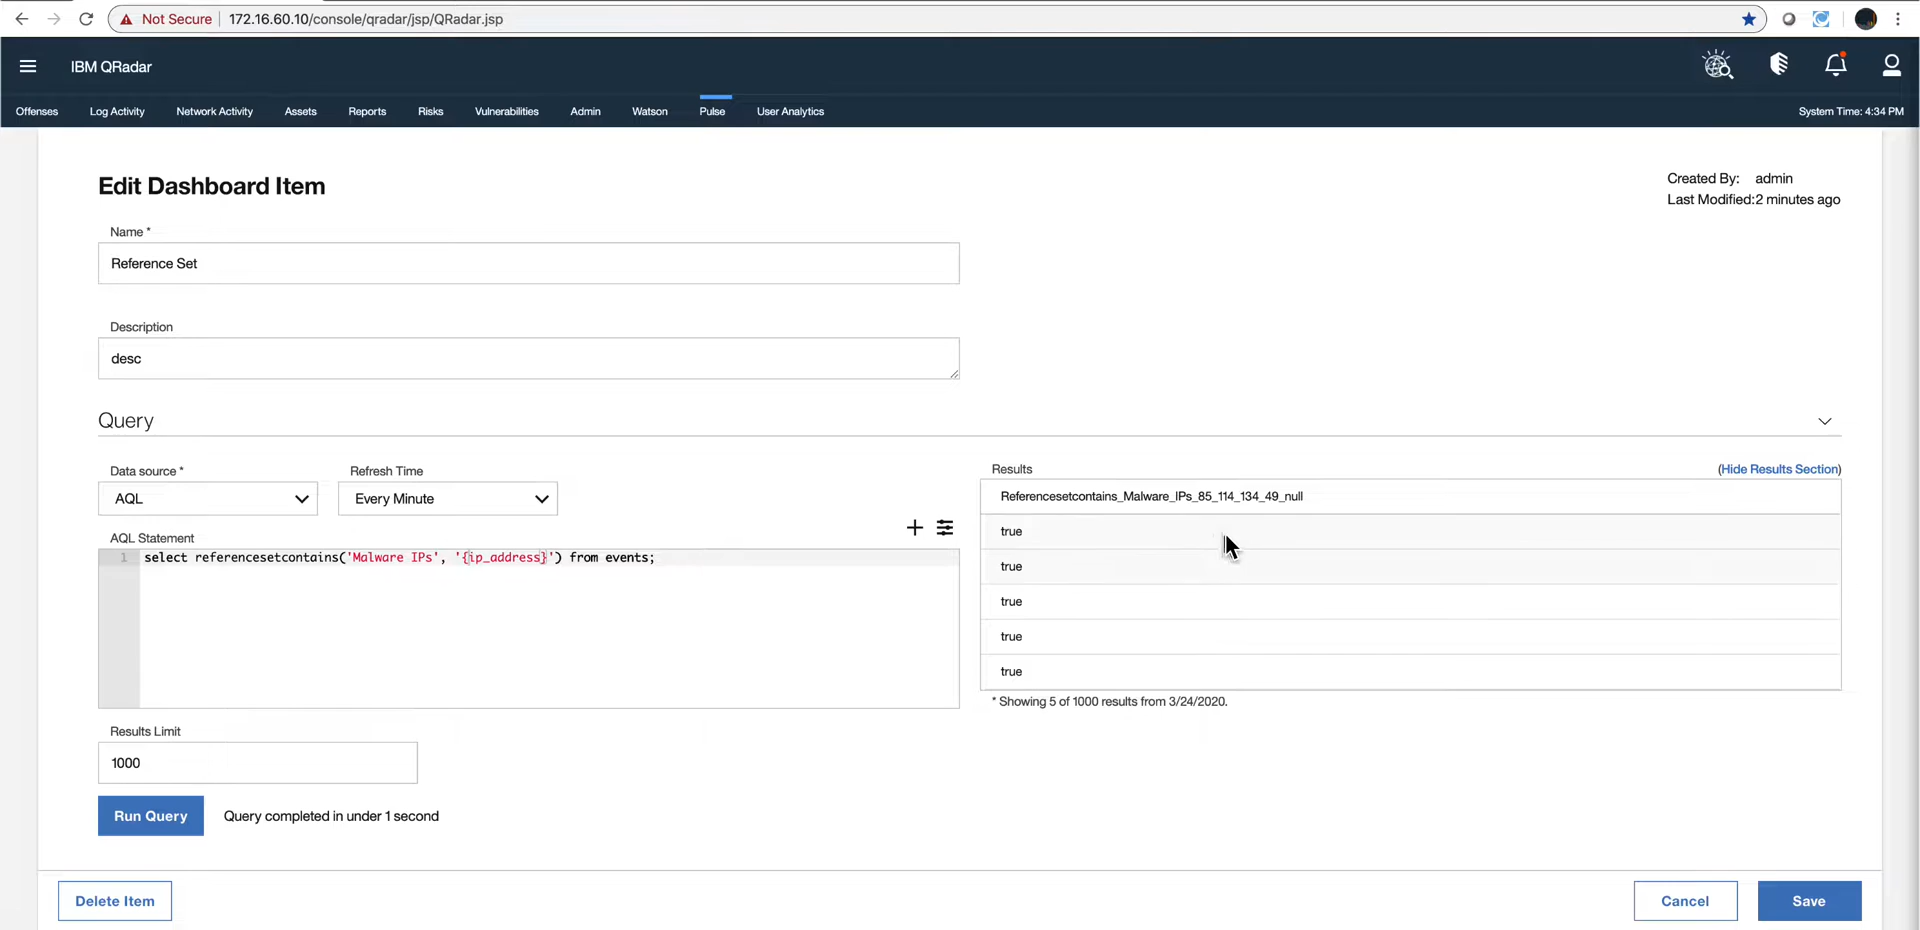 Not Secure | 172.16.60.10/console/qradar/jsp/QRadar.jsp
IBM QRadar
Offenses Log Activity Network Activity Assets Reports Risks Vulnerabilities Admin Watson Pulse User Analytics System Time: 4:34 PM
Edit Dashboard Item
Created By: admin
Last Modified:2 minutes ago
Name *
Reference Set
Description
desc
Query
Data source * Refresh Time
AQL Every Minute
AQL Statement
1 select referencesetcontains('Malware IPs', '{ip_address}') from events;
Results Limit
1000
Run Query Query completed in under 1 second
Results (Hide Results Section)
Referencesetcontains_Malware_IPs_85_114_134_49_null
true
true
true
true
true
* Showing 5 of 1000 results from 3/24/2020.
Delete Item Cancel Save